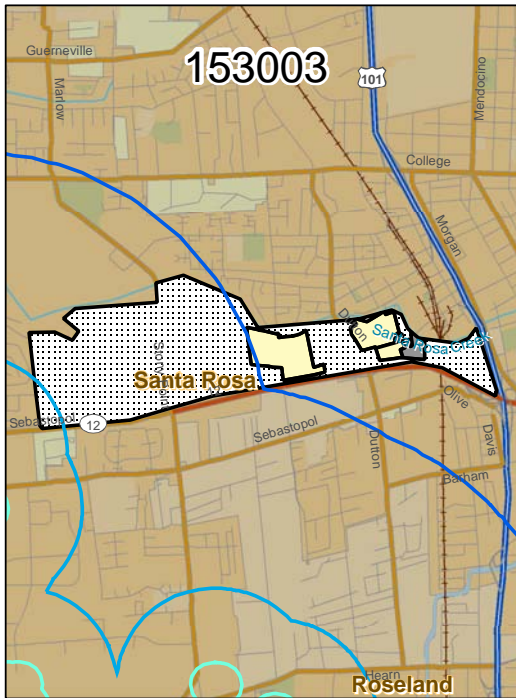 153003
Guerneville
101
Mendocino
Marlow
College
Morgan
Dutton
Santa Rosa Creek
Stony Point
Santa Rosa
12
Sebastopol
12
Sebastopol
Olive
Davis
Dutton
Barham
Hearn
Roseland